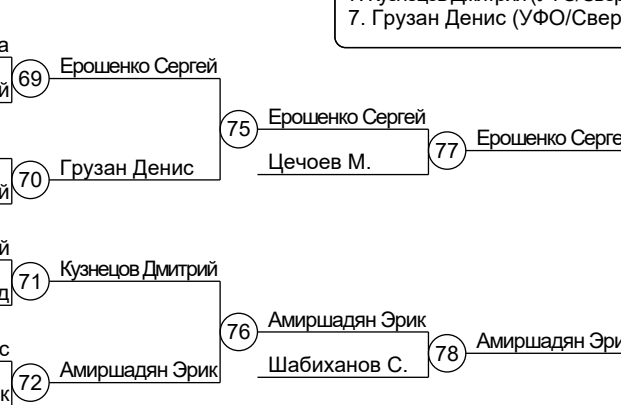 7. Грузан Денис (УФО/Свер
69
Ерошенко Сергей
75
Ерошенко Сергей
77
Ерошенко Серге
Цечоев М.
70
Грузан Денис
71
Кузнецов Дмитрий
76
Амиршадян Эрик
78
Амиршадян Эри
Шабиханов С.
72
Амиршадян Эрик